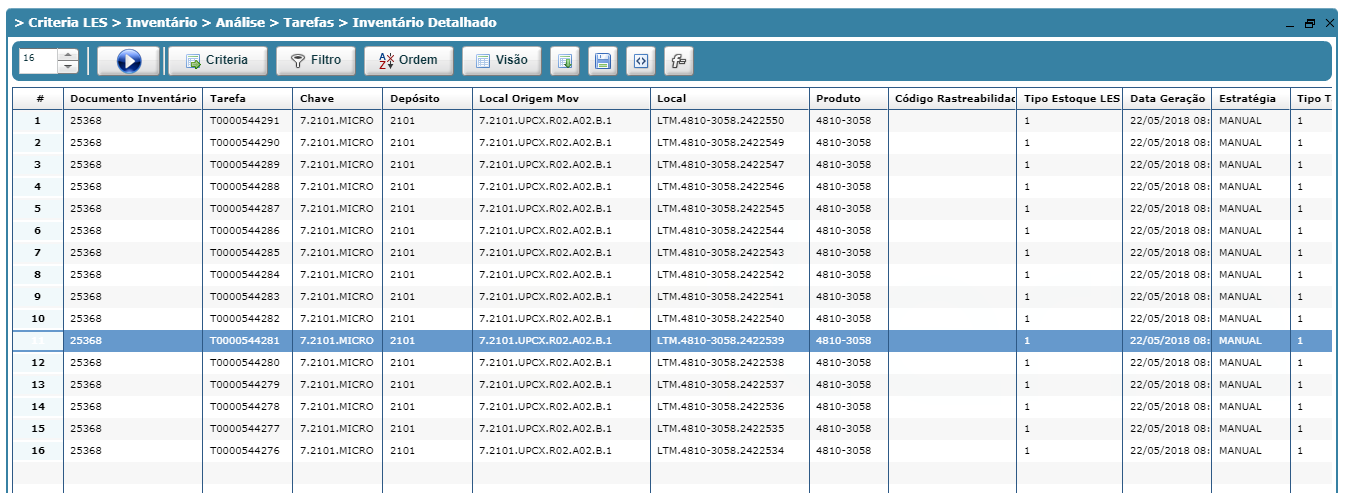 > Criteria LES > Inventário > Análise > Tarefas > Inventário Detalhado
16 Criteria Filtro Ordem Visão
# Documento Inventário Tarefa Chave Depósito Local Origem Mov Local Produto Código Rastreabilidad Tipo Estoque LES Data Geração Estratégia Tipo T
1 25368 T0000544291 7.2101.MICRO 2101 7.2101.UPCX.R02.A02.B.1 LTM.4810-3058.2422550 4810-3058 1 22/05/2018 08: MANUAL 1
2 25368 T0000544290 7.2101.MICRO 2101 7.2101.UPCX.R02.A02.B.1 LTM.4810-3058.2422549 4810-3058 1 22/05/2018 08: MANUAL 1
3 25368 T0000544289 7.2101.MICRO 2101 7.2101.UPCX.R02.A02.B.1 LTM.4810-3058.2422547 4810-3058 1 22/05/2018 08: MANUAL 1
4 25368 T0000544288 7.2101.MICRO 2101 7.2101.UPCX.R02.A02.B.1 LTM.4810-3058.2422546 4810-3058 1 22/05/2018 08: MANUAL 1
5 25368 T0000544287 7.2101.MICRO 2101 7.2101.UPCX.R02.A02.B.1 LTM.4810-3058.2422545 4810-3058 1 22/05/2018 08: MANUAL 1
6 25368 T0000544286 7.2101.MICRO 2101 7.2101.UPCX.R02.A02.B.1 LTM.4810-3058.2422544 4810-3058 1 22/05/2018 08: MANUAL 1
7 25368 T0000544285 7.2101.MICRO 2101 7.2101.UPCX.R02.A02.B.1 LTM.4810-3058.2422543 4810-3058 1 22/05/2018 08: MANUAL 1
8 25368 T0000544284 7.2101.MICRO 2101 7.2101.UPCX.R02.A02.B.1 LTM.4810-3058.2422542 4810-3058 1 22/05/2018 08: MANUAL 1
9 25368 T0000544283 7.2101.MICRO 2101 7.2101.UPCX.R02.A02.B.1 LTM.4810-3058.2422541 4810-3058 1 22/05/2018 08: MANUAL 1
10 25368 T0000544282 7.2101.MICRO 2101 7.2101.UPCX.R02.A02.B.1 LTM.4810-3058.2422540 4810-3058 1 22/05/2018 08: MANUAL 1
11 25368 T0000544281 7.2101.MICRO 2101 7.2101.UPCX.R02.A02.B.1 LTM.4810-3058.2422539 4810-3058 1 22/05/2018 08: MANUAL 1
12 25368 T0000544280 7.2101.MICRO 2101 7.2101.UPCX.R02.A02.B.1 LTM.4810-3058.2422538 4810-3058 1 22/05/2018 08: MANUAL 1
13 25368 T0000544279 7.2101.MICRO 2101 7.2101.UPCX.R02.A02.B.1 LTM.4810-3058.2422537 4810-3058 1 22/05/2018 08: MANUAL 1
14 25368 T0000544278 7.2101.MICRO 2101 7.2101.UPCX.R02.A02.B.1 LTM.4810-3058.2422536 4810-3058 1 22/05/2018 08: MANUAL 1
15 25368 T0000544277 7.2101.MICRO 2101 7.2101.UPCX.R02.A02.B.1 LTM.4810-3058.2422535 4810-3058 1 22/05/2018 08: MANUAL 1
16 25368 T0000544276 7.2101.MICRO 2101 7.2101.UPCX.R02.A02.B.1 LTM.4810-3058.2422534 4810-3058 1 22/05/2018 08: MANUAL 1